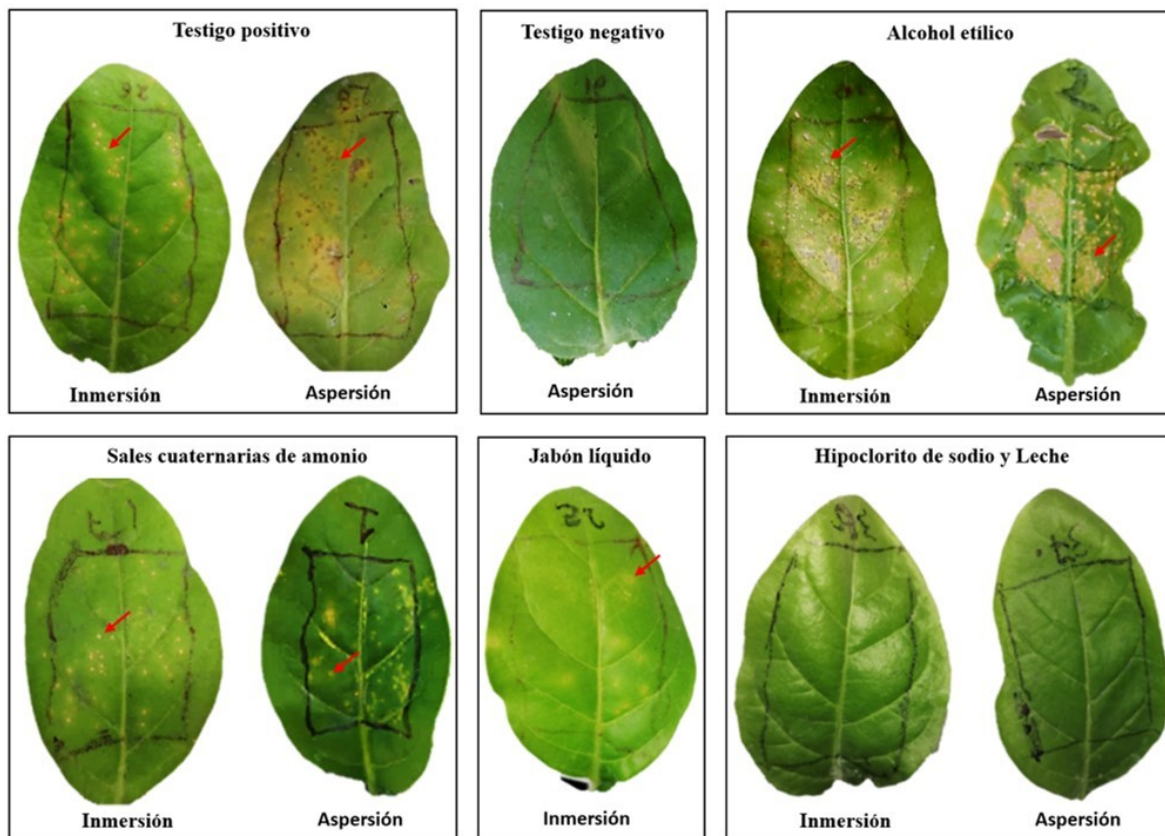 Testigo positivo
Inmersión
Aspersión
Testigo negativo
Aspersión
Alcohol etílico
Inmersión
Aspersión
Sales cuaternarias de amonio
Inmersión
Aspersión
Jabón líquido
Inmersión
Hipoclorito de sodio y Leche
Inmersión
Aspersión